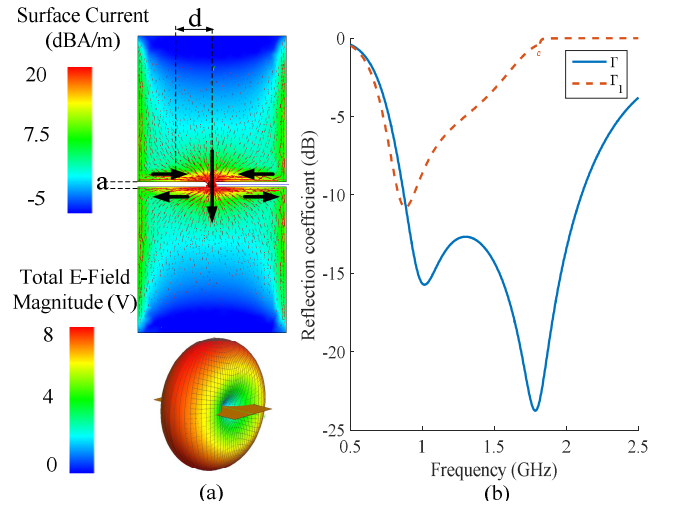 Surface Current
(dBA/m)
d
20
7.5
-5
a
Total E-Field
Magnitude (V)
8
4
0
(a)
Reflection coefficient (dB)
0
-5
-10
-15
-20
-25
0.5
1
1.5
2
2.5
Frequency (GHz)
Γ
Γ₁
c
(b)